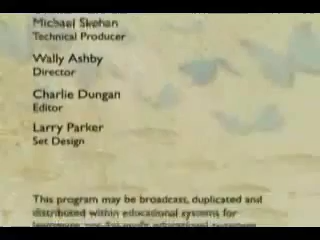 Michael Skehan
Technical Producer
Wally Ashby
Director
Charlie Dungan
Editor
Larry Parker
Set Design
This program may be broadcast, duplicated and
distributed within educational systems for